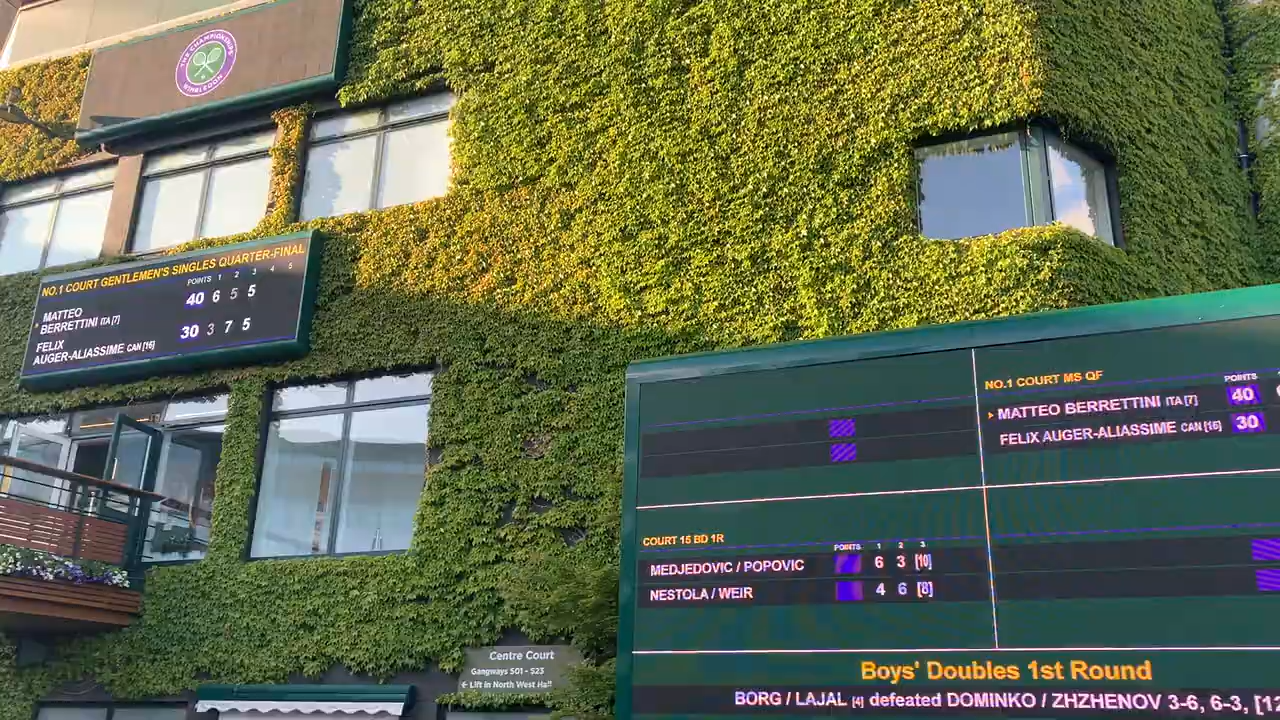 THE CHAMPIONSHIPS
WIMBLEDON
NO.1 COURT GENTLEMEN'S SINGLES QUARTER-FINAL
POINTS 1 2 3 4 5
MATTEO
BERRETTINI ITA [7] 40 6 5 5
FELIX
AUGER-ALIASSIME CAN [16] 30 3 7 5
NO.1 COURT MS QF
POINTS
MATTEO BERRETTINI ITA [7] 40
FELIX AUGER-ALIASSIME CAN [16] 30
COURT 15 BD 1R
POINTS 1 2 3
MEDJEDOVIC / POPOVIC 6 3 [10]
NESTOLA / WEIR 4 6 [8]
Centre Court
Gangways 501 - 523
← Lift in North West Hall
Boys' Doubles 1st Round
BORG / LAJAL [4] defeated DOMINKO / ZHZHENOV 3-6, 6-3,